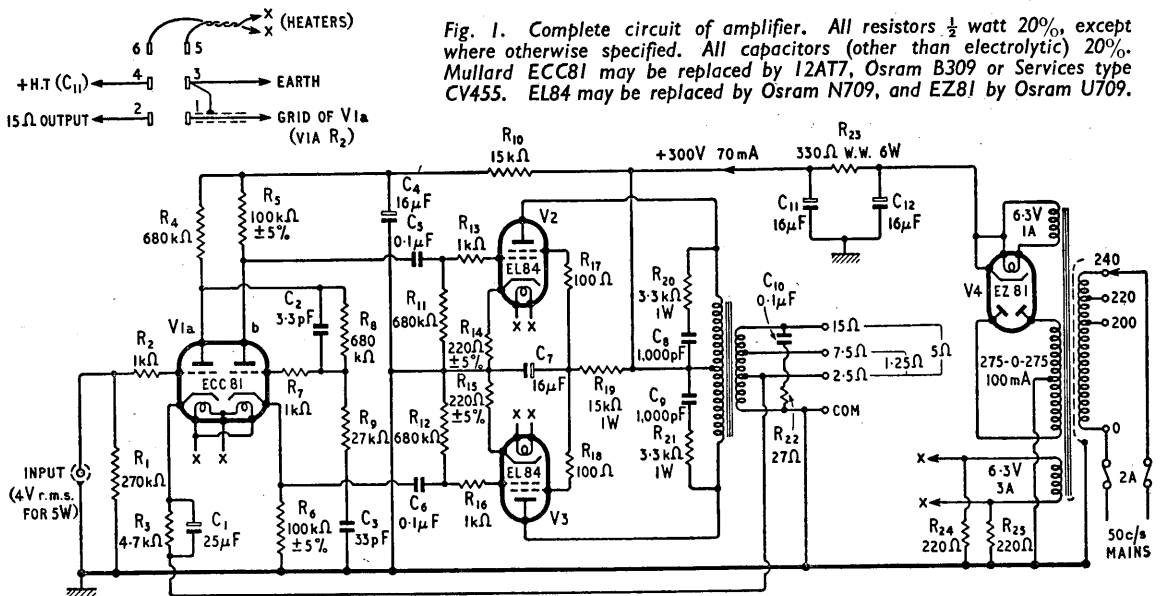 X
X
(HEATERS)
6
5
+H.T (C11)
4
3
EARTH
15Ω OUTPUT
2
1
GRID OF V1a
(VIA R2)
Fig. 1. Complete circuit of amplifier. All resistors ½ watt 20%, except
where otherwise specified. All capacitors (other than electrolytic) 20%.
Mullard ECC81 may be replaced by 12AT7, Osram B309 or Services type
CV455. EL84 may be replaced by Osram N709, and EZ81 by Osram U709.
R10
15kΩ
+300V 70mA
R23
330Ω W.W. 6W
R4
680kΩ
R5
100kΩ
±5%
C4
16μF
C5
0·1μF
R13
1kΩ
V2
EL84
X X
R17
100Ω
C11
16μF
C12
16μF
6·3V
1A
V4
EZ 81
240
220
200
0
C2
3·3pF
R8
680
kΩ
R11
680kΩ
R14
220Ω
±5%
R20
3·3kΩ
1W
C8
1,000pF
C10
0·1μF
15Ω
7·5Ω
2·5Ω
COM
1·25Ω
5Ω
275-0-275
100mA
V1a
b
R2
1kΩ
ECC 81
X X
R7
1kΩ
C7
16μF
R15
220Ω
±5%
R19
15kΩ
1W
C9
1,000pF
R21
3·3kΩ
1W
R22
27Ω
R9
27kΩ
R12
680kΩ
X X
EL84
V3
R18
100Ω
INPUT
(4V r.m.s.
FOR 5W)
R1
270kΩ
R3
4·7kΩ
C1
25μF
R6
100kΩ
±5%
C3
33pF
C6
0·1μF
R16
1kΩ
X
X
6·3V
3A
R24
220Ω
R25
220Ω
2A
50c/s
MAINS